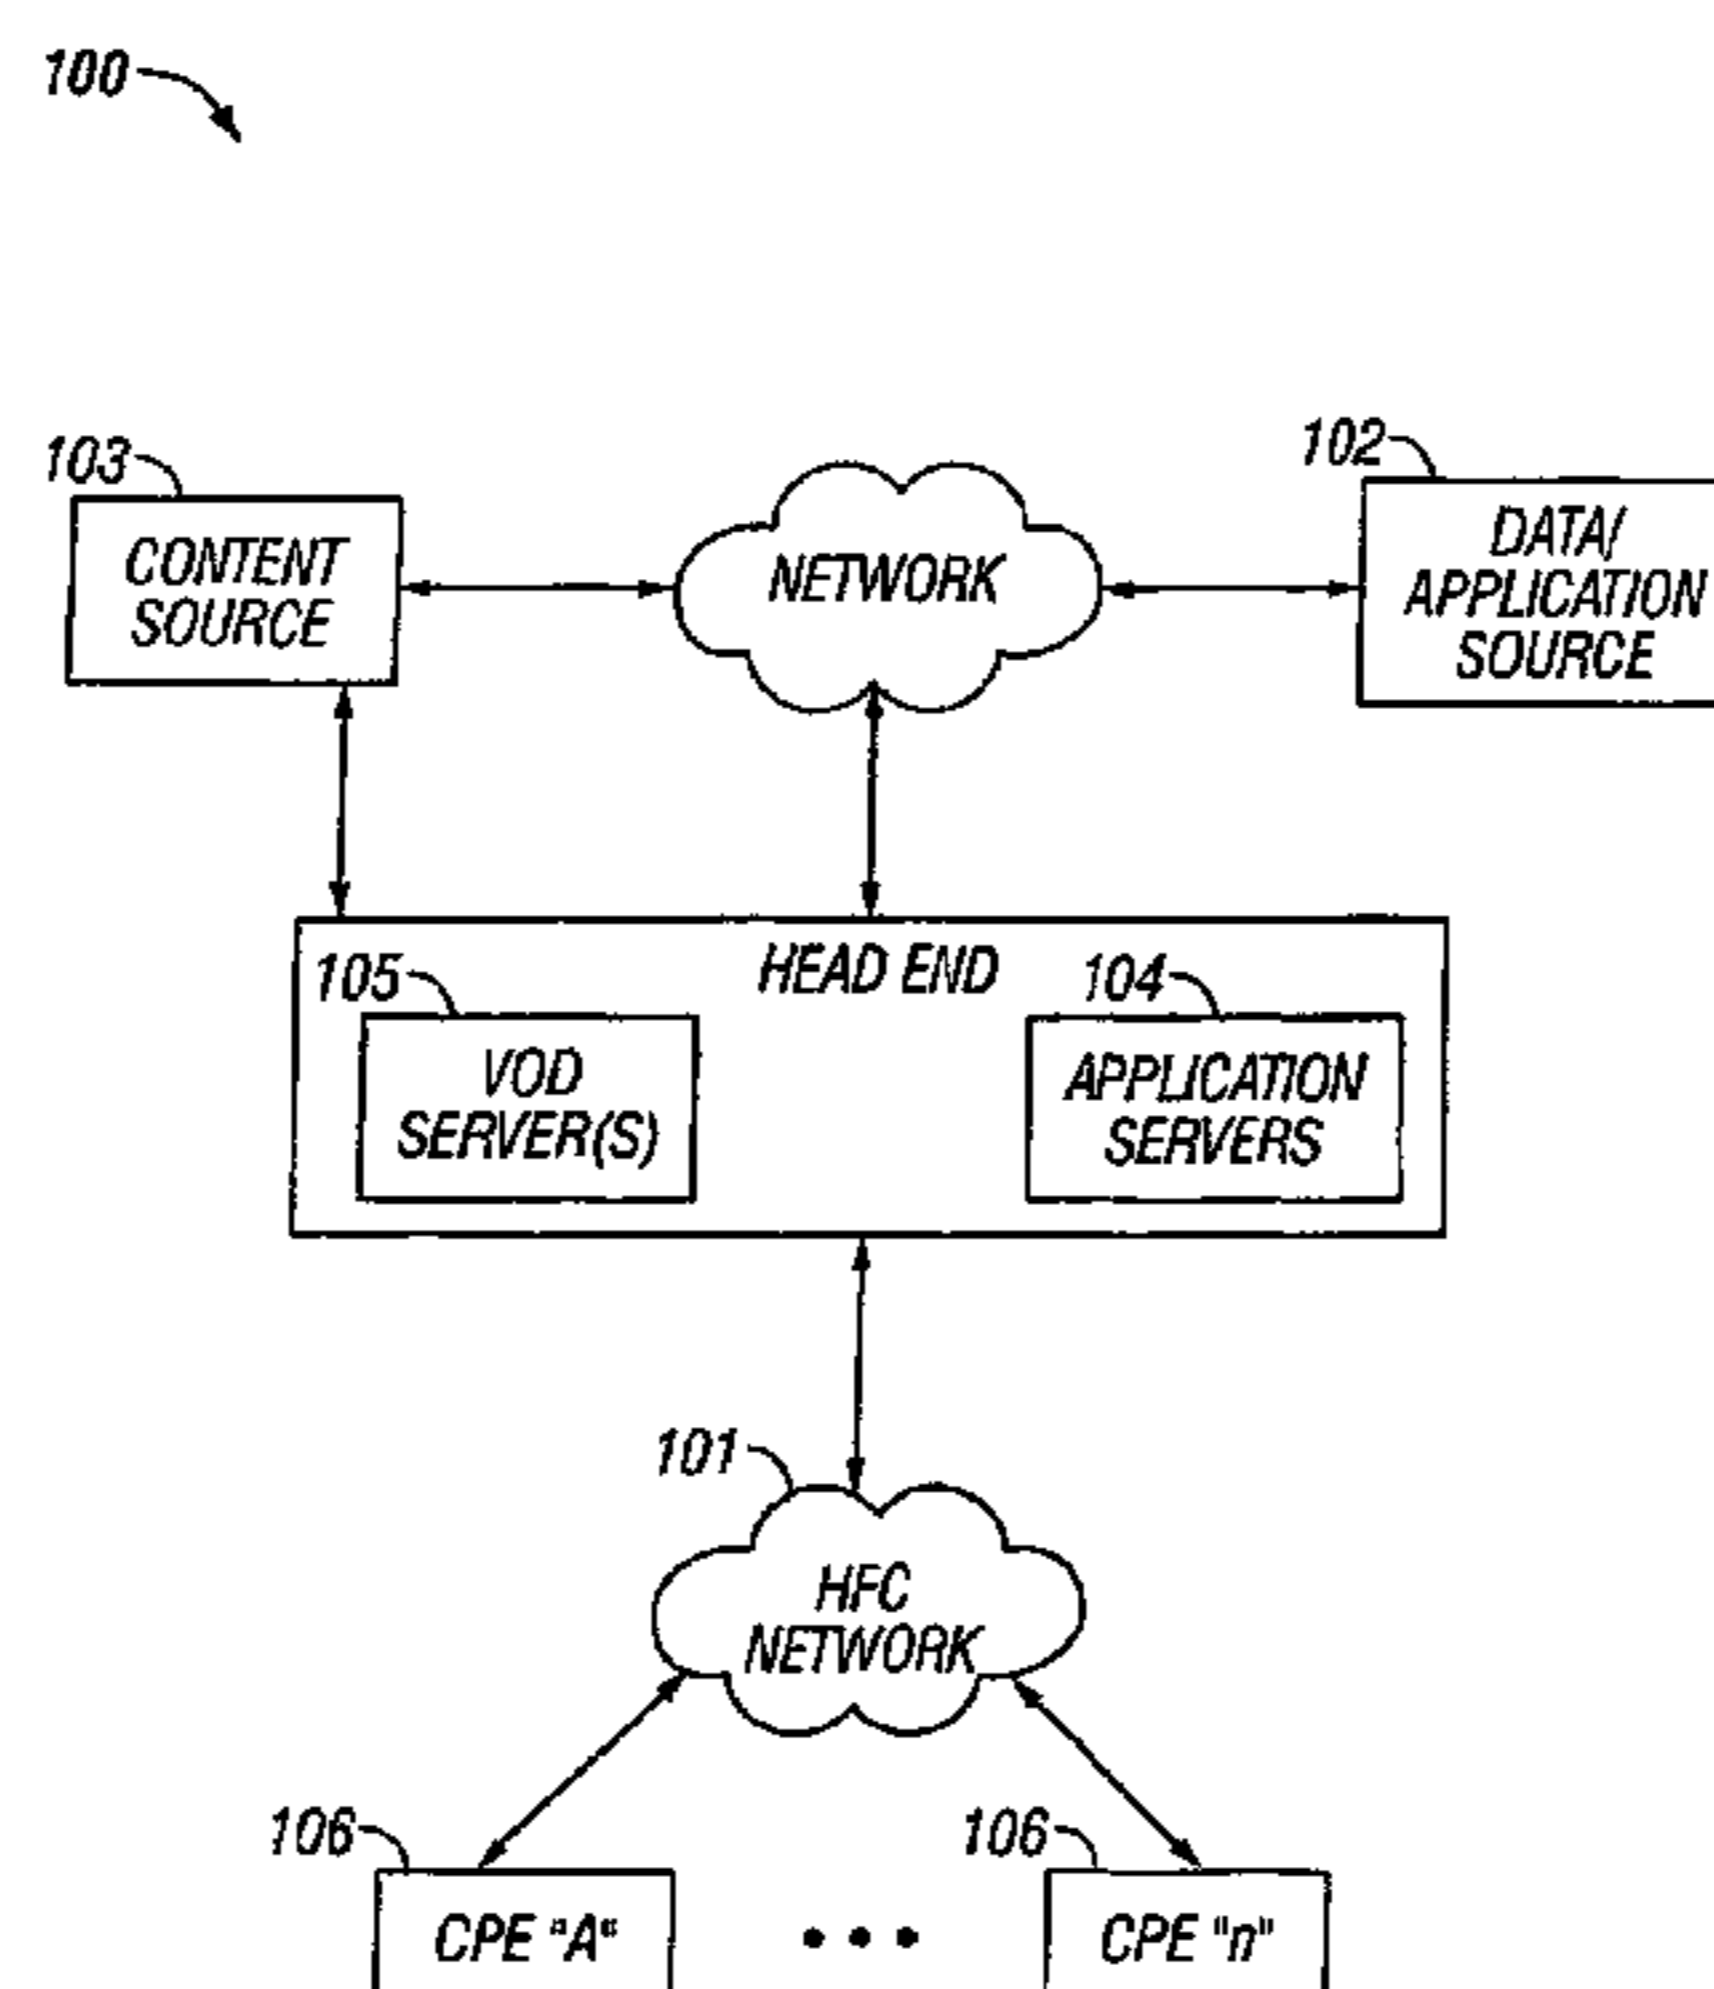 100
103
102
CONTENT
SOURCE
NETWORK
DATA/
APPLICATION
SOURCE
HEAD END
105
104
VOD
SERVER(S)
APPLICATION
SERVERS
101
HFC
NETWORK
106
106
CPE "A"
• • •
CPE "n"